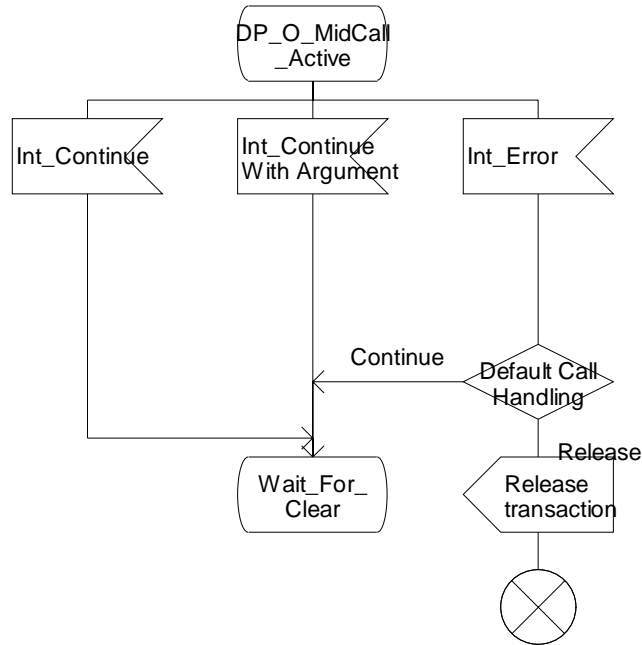 DP_O_MidCall
_Active
Int_Continue
Int_Continue
With Argument
Int_Error
Continue
Default Call
Handling
Release
Wait_For_
Clear
Release
transaction